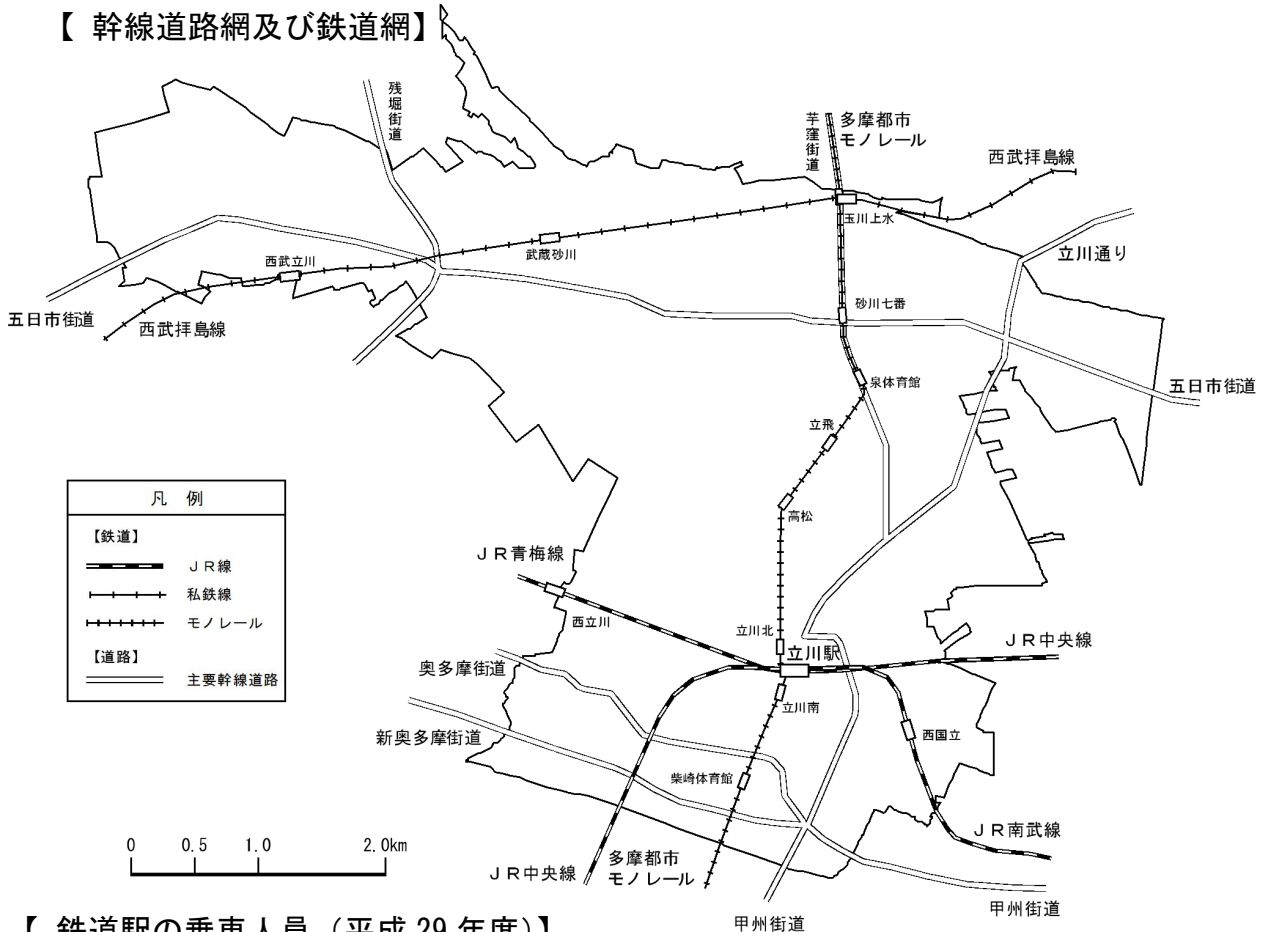 【 幹線道路網及び鉄道網】
残堀街道
芋窪街道
多摩都市
モノレール
西武拝島線
玉川上水
武蔵砂川
西武立川
立川通り
五日市街道
西武拝島線
砂川七番
五日市街道
泉体育館
立飛
高松
凡 例
【鉄道】
JR線
私鉄線
モノレール
【道路】
主要幹線道路
JR青梅線
西立川
立川北
立川駅
JR中央線
奥多摩街道
立川南
新奥多摩街道
西国立
柴崎体育館
JR南武線
0 0.5 1.0 2.0km
JR中央線
多摩都市
モノレール
甲州街道
甲州街道
【 鉄道駅の乗車人員（平成 29 年度）】